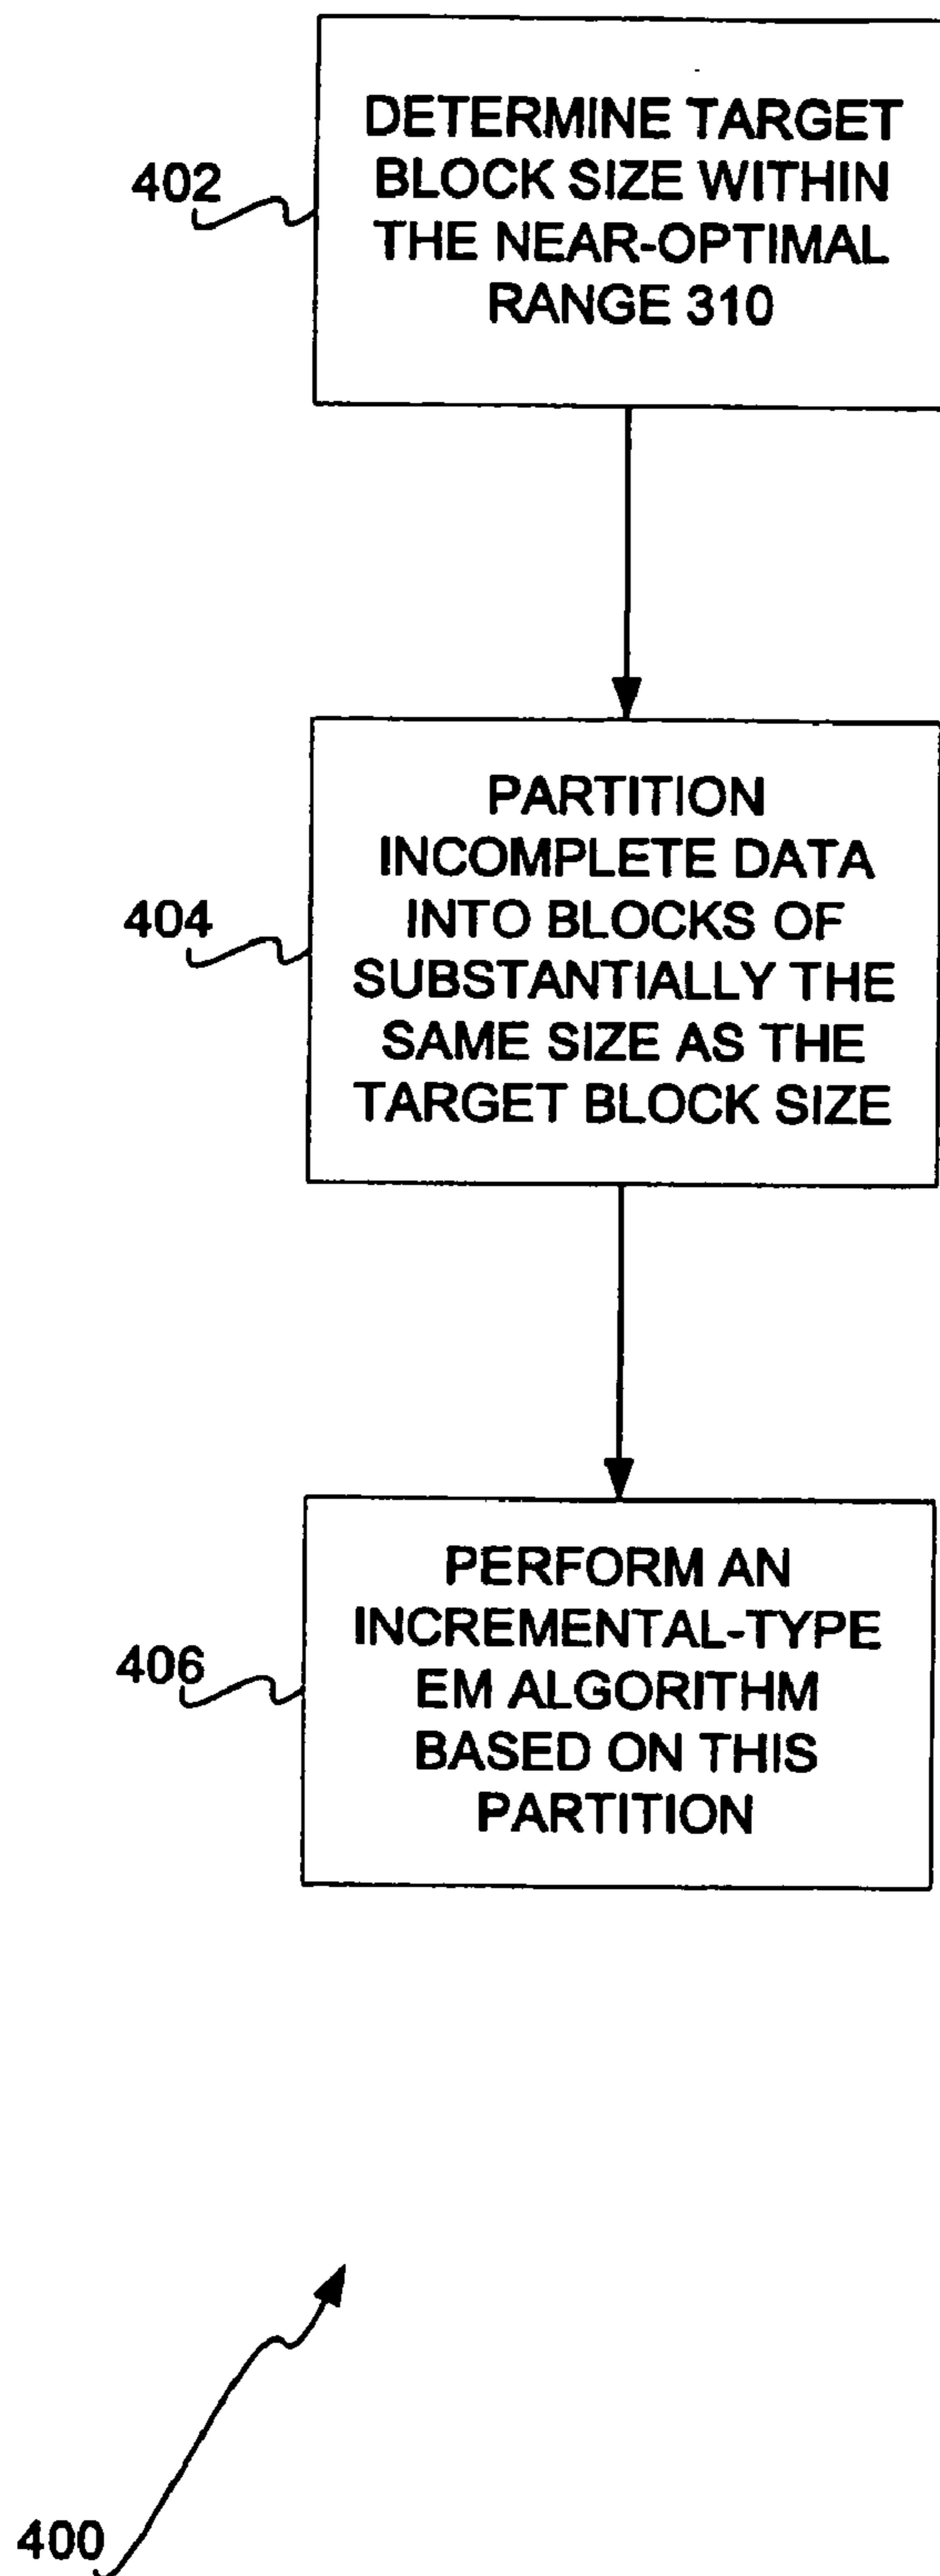 402
DETERMINE TARGET
BLOCK SIZE WITHIN
THE NEAR-OPTIMAL
RANGE 310
404
PARTITION
INCOMPLETE DATA
INTO BLOCKS OF
SUBSTANTIALLY THE
SAME SIZE AS THE
TARGET BLOCK SIZE
406
PERFORM AN
INCREMENTAL-TYPE
EM ALGORITHM
BASED ON THIS
PARTITION
400